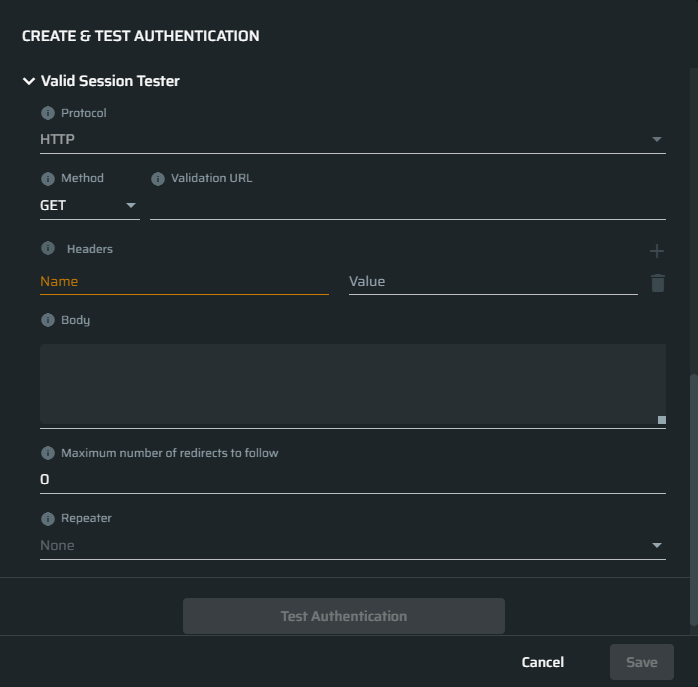 CREATE & TEST AUTHENTICATION
Valid Session Tester
Protocol
HTTP
Method Validation URL
GET
Headers
Name Value
Body
Maximum number of redirects to follow
0
Repeater
None
Test Authentication
Cancel Save